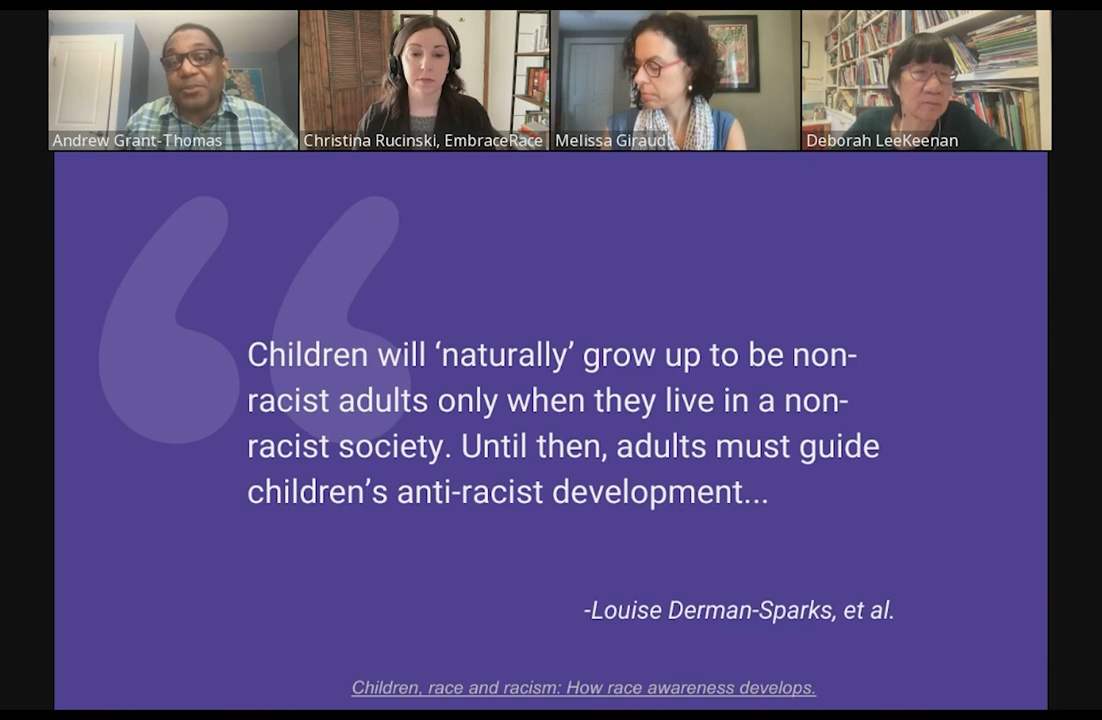 Andrew Grant-Thomas
Christina Rucinski, EmbraceRace
Melissa Giraud
Deborah LeeKeenan
“
Children will ‘naturally’ grow up to be non-
racist adults only when they live in a non-
racist society. Until then, adults must guide
children’s anti-racist development...
-Louise Derman-Sparks, et al.
Children, race and racism: How race awareness develops.